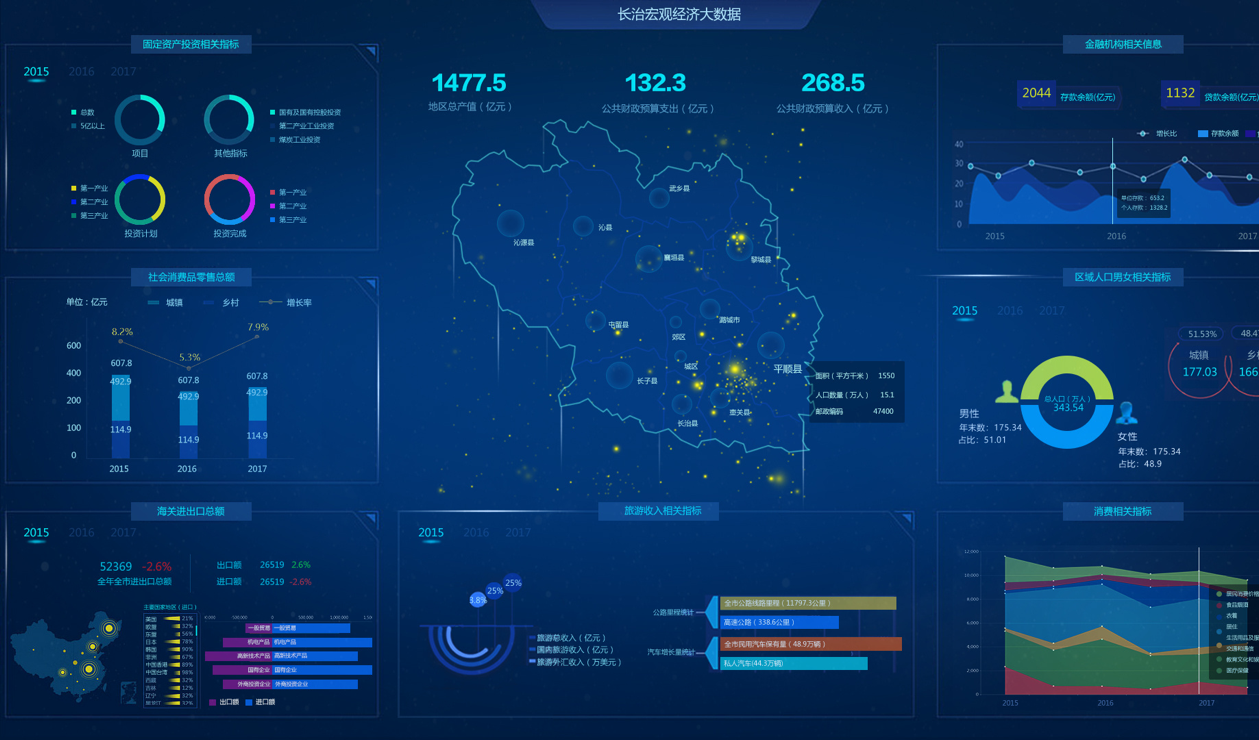 长治宏观经济大数据
固定资产投资相关指标
2015 2016 2017
总数
5亿以上
项目
国有及国有控股投资
第二产业工业投资
煤炭工业投资
其他指标
第一产业
第二产业
第三产业
投资计划
第一产业
第二产业
第三产业
投资完成
1477.5
地区总产值（亿元）
132.3
公共财政预算支出（亿元）
268.5
公共财政预算收入（亿元）
武乡县
沁源县
沁县
襄垣县
黎城县
屯留县
潞城市
郊区
城区
平顺县
长子县
壶关县
长治县
面积（平方千米） 1550
人口数量（万人） 15.1
邮政编码 47400
金融机构相关信息
2044 存款余额(亿元)
1132 贷款余额(亿元)
增长比 存款余额
40
30
20
10
0
单位存款： 653.2
个人存款： 1328.2
2015 2016 2017
社会消费品零售总额
单位：亿元 城镇 乡村 增长率
8.2% 5.3% 7.9%
600
400
200
100
0
607.8 607.8 607.8
492.9 492.9 492.9
114.9 114.9 114.9
2015 2016 2017
区域人口男女相关指标
2015 2016 2017
51.53%
城镇
177.03
48.4
乡
166
总人口（万人）
343.54
男性
年末数：175.34
占比：51.01
女性
年末数：175.34
占比：48.9
海关进出口总额
2015 2016 2017
52369 -2.6%
全年全市进出口总额
出口额 26519 2.6%
进口额 26519 -2.6%
主要国家地区（进口）
美国 21%
欧盟 32%
东盟 56%
日本 78%
韩国 90%
非洲 67%
中国香港 89%
中国台湾 98%
西欧 32%
吉林 12%
辽宁 32%
一般贸易 一般贸易
机电产品 机电产品
高新技术产品 高新技术产品
国有企业 国有企业
外商投资企业 外商投资企业
出口额 进口额
旅游收入相关指标
2015 2016 2017
3.8% 25% 25%
旅游总收入（亿元）
国内旅游收入（亿元）
旅游外汇收入（万美元）
公路里程统计
全市公路线路里程（11797.3公里）
高速公路（338.6公里）
汽车增长量统计
全市民用汽车保有量（48.9万辆）
私人汽车(44.3万辆)
消费相关指标
12,000
10,000
8,000
6,000
4,000
2,000
0
居民消费价格
食品烟酒
衣着
居住
生活用品及服
交通和通信
教育文化和娱
医疗保健
2015 2016 2017